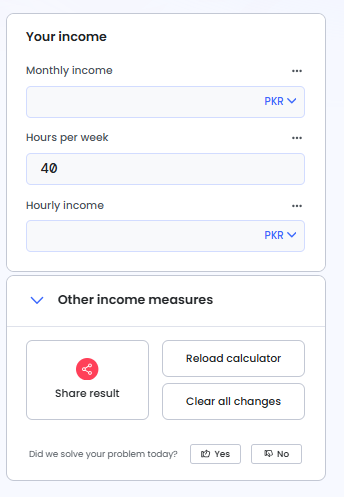 Your income
Monthly income ...
PKR
Hours per week ...
40
Hourly income ...
PKR
Other income measures
Share result
Reload calculator
Clear all changes
Did we solve your problem today? Yes No